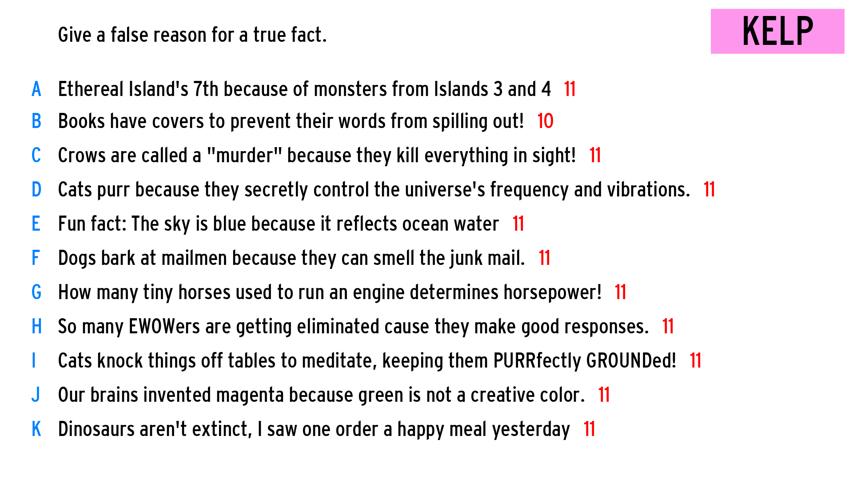 Give a false reason for a true fact.
KELP
A Ethereal Island's 7th because of monsters from Islands 3 and 4 11
B Books have covers to prevent their words from spilling out! 10
C Crows are called a "murder" because they kill everything in sight! 11
D Cats purr because they secretly control the universe's frequency and vibrations. 11
E Fun fact: The sky is blue because it reflects ocean water 11
F Dogs bark at mailmen because they can smell the junk mail. 11
G How many tiny horses used to run an engine determines horsepower! 11
H So many EWOWers are getting eliminated cause they make good responses. 11
I Cats knock things off tables to meditate, keeping them PURRfectly GROUNDed! 11
J Our brains invented magenta because green is not a creative color. 11
K Dinosaurs aren't extinct, I saw one order a happy meal yesterday 11